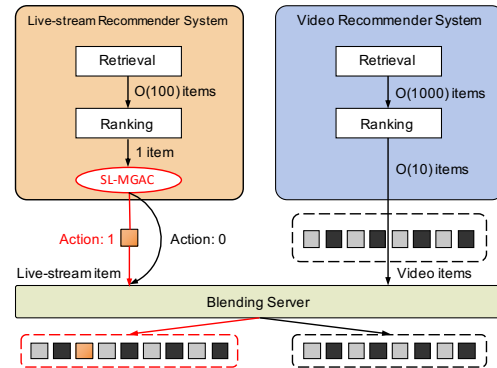 Live-stream Recommender System
Retrieval
O(100) items
Ranking
1 item
SL-MGAC
Action: 1
Action: 0
Live-stream item
Video Recommender System
Retrieval
O(1000) items
Ranking
O(10) items
Video items
Blending Server